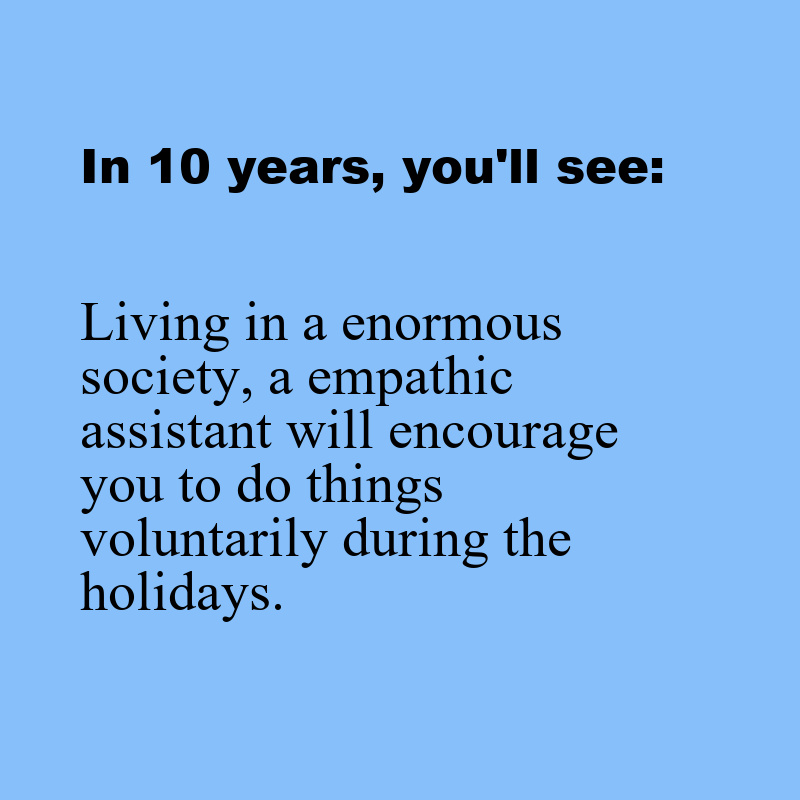 In 10 years, you'll see:
Living in a enormous
society, a empathic
assistant will encourage
you to do things
voluntarily during the
holidays.